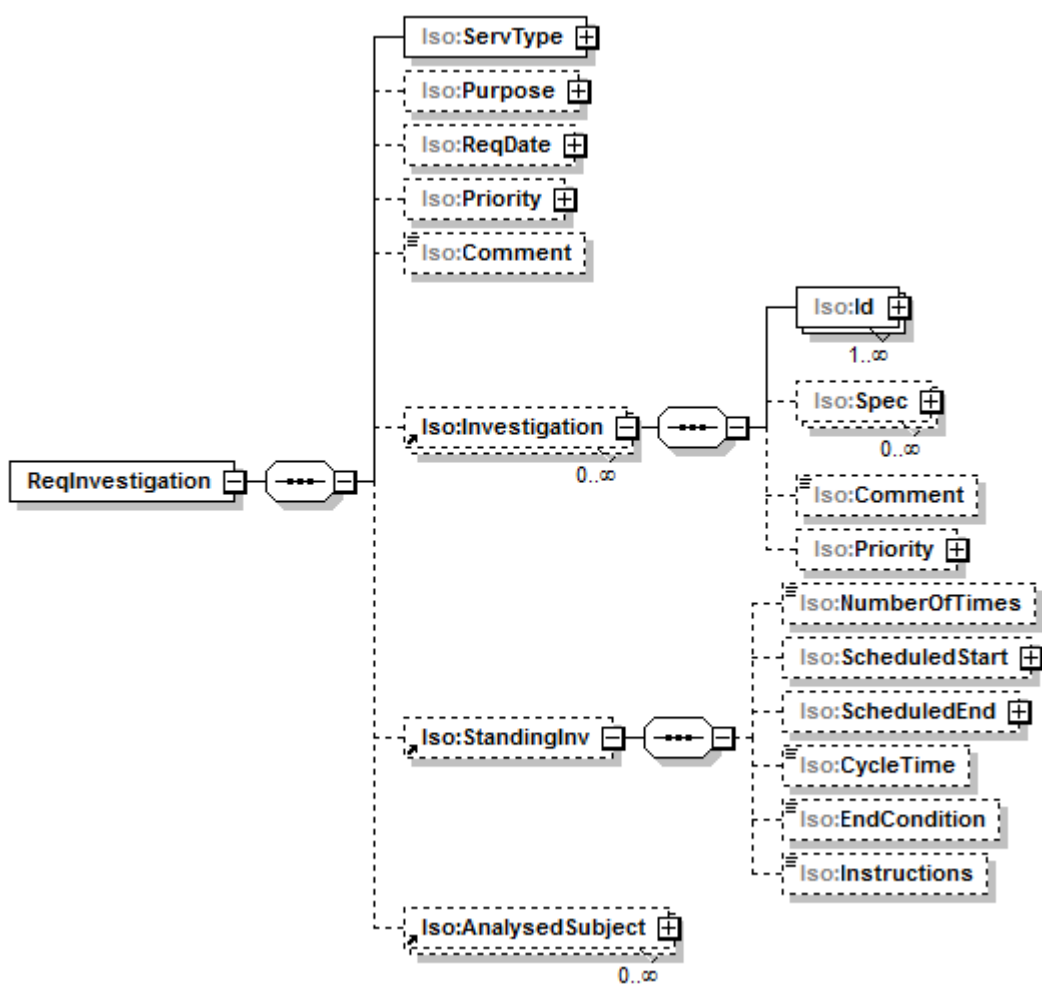 Iso:ServType
Iso:Purpose
Iso:ReqDate
Iso:Priority
Iso:Comment
Iso:Id
1..∞
Iso:Investigation
0..∞
Iso:Spec
0..∞
Iso:Comment
Iso:Priority
ReqInvestigation
Iso:StandingInv
Iso:NumberOfTimes
Iso:ScheduledStart
Iso:ScheduledEnd
Iso:CycleTime
Iso:EndCondition
Iso:Instructions
Iso:AnalysedSubject
0..∞